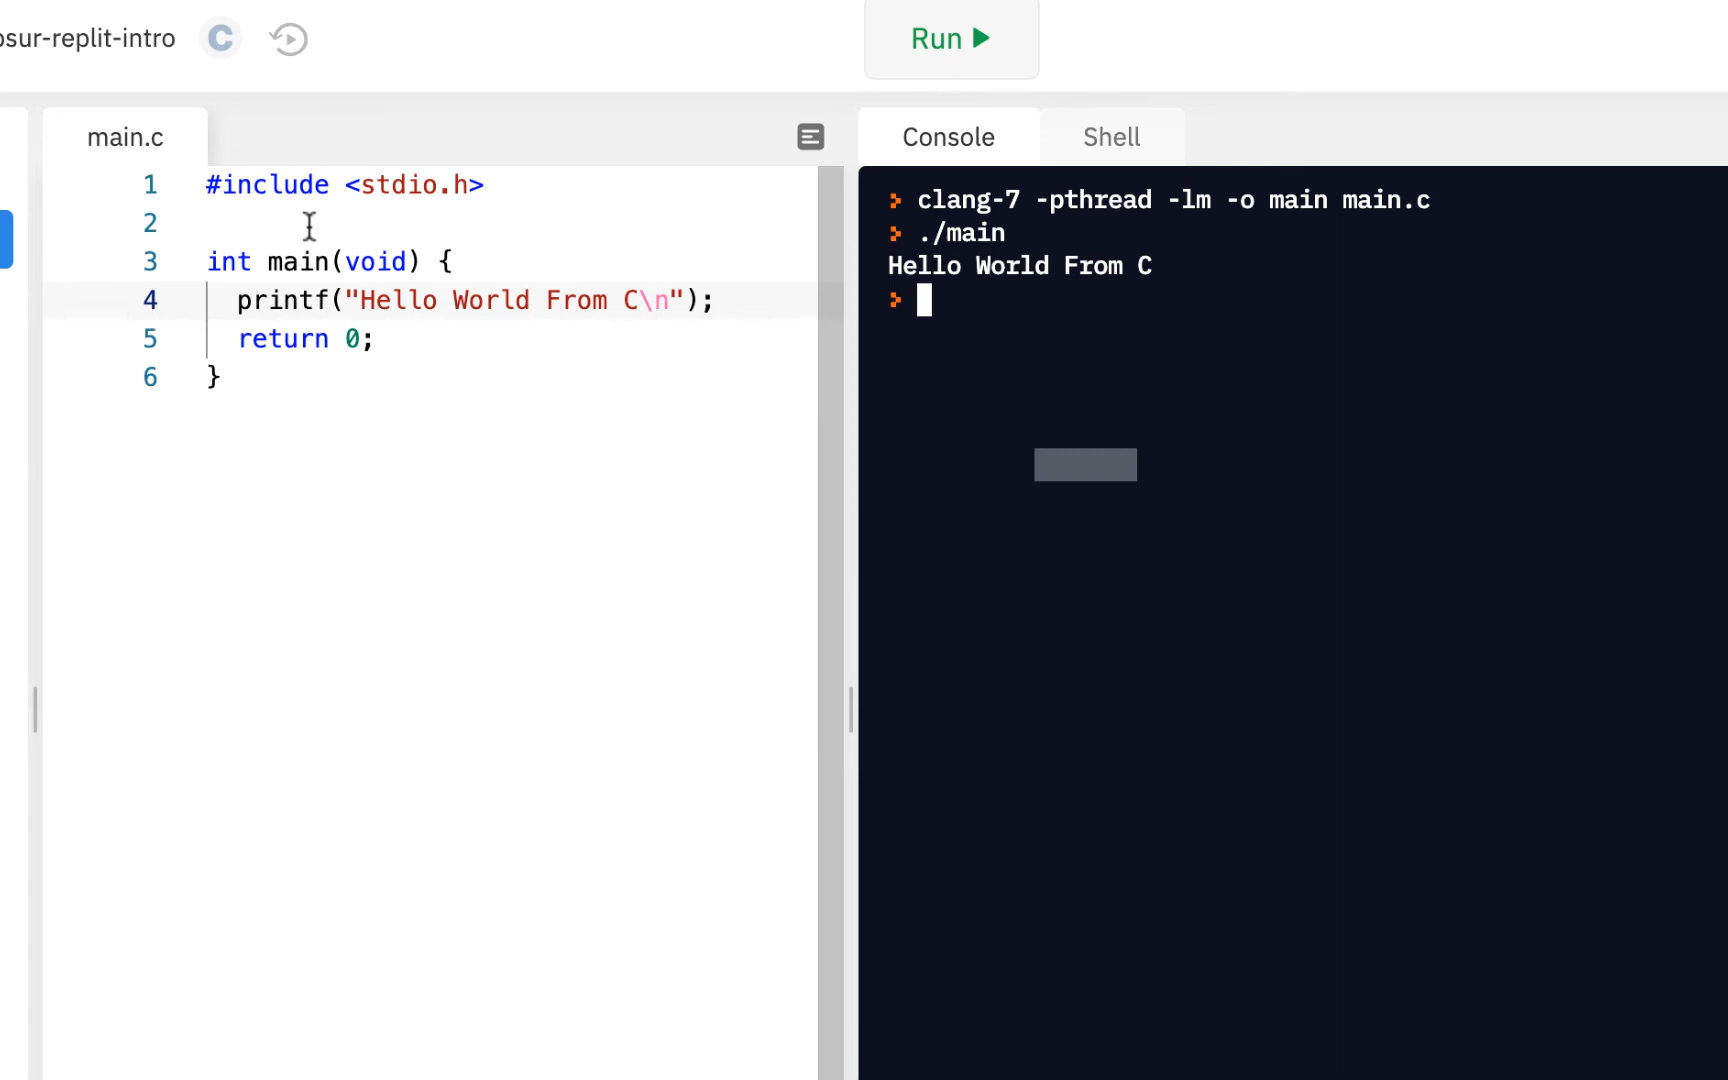 osur-replit-intro C
Run
main.c
Console Shell
1 #include <stdio.h>
2
3 int main(void) {
4   printf("Hello World From C\n");
5   return 0;
6 }
clang-7 -pthread -lm -o main main.c
./main
Hello World From C